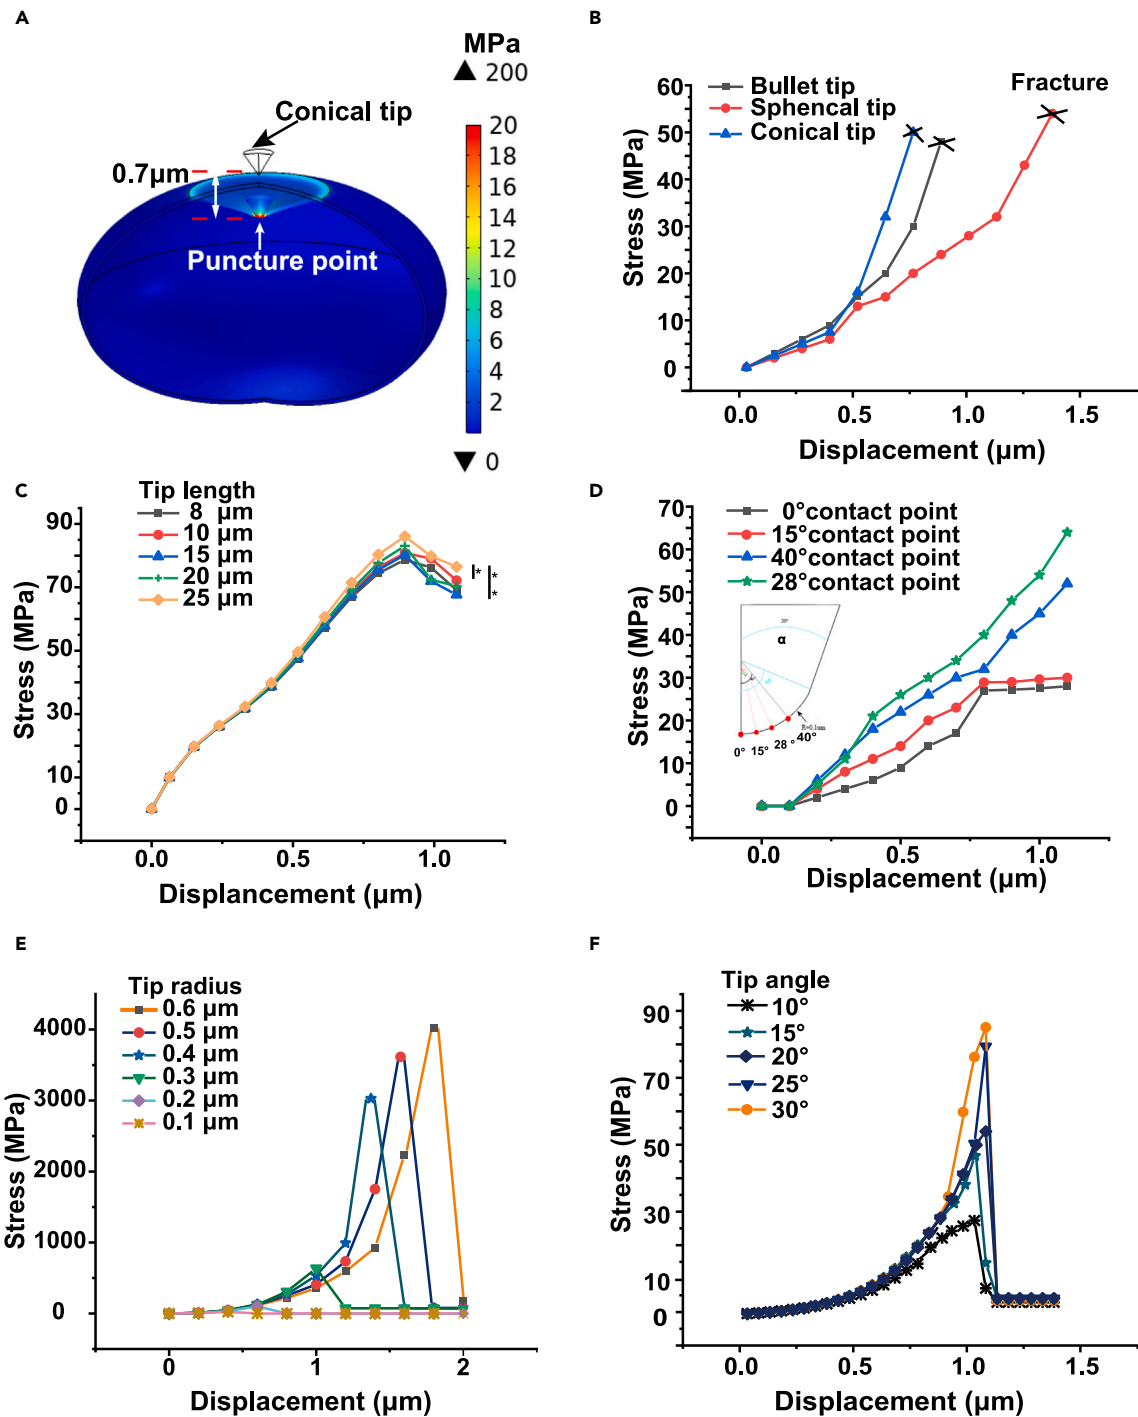 A
MPa
200
Conical tip
0.7μm
Puncture point
20
18
16
14
12
10
8
6
4
2
0
B
Bullet tip
Sphencal tip
Conical tip
Fracture
60
50
40
30
20
10
0
Stress (MPa)
0.0 0.5 1.0 1.5
Displacement (μm)
C
Tip length
8 μm
10 μm
15 μm
20 μm
25 μm
90
70
50
30
10
0
Stress (MPa)
*
**
0.0 0.5 1.0
Displancement (μm)
D
0°contact point
15°contact point
40°contact point
28°contact point
70
60
50
40
30
20
10
0
Stress (MPa)
α
R=0.1um
0° 15° 28° 40°
0.0 0.5 1.0
Displacement (μm)
E
Tip radius
0.6 μm
0.5 μm
0.4 μm
0.3 μm
0.2 μm
0.1 μm
4000
3000
2000
1000
0
Stress (MPa)
0 1 2
Displacement (μm)
F
Tip angle
10°
15°
20°
25°
30°
90
70
50
30
10
0
Stress (MPa)
0.0 0.5 1.0 1.5
Displacement (μm)